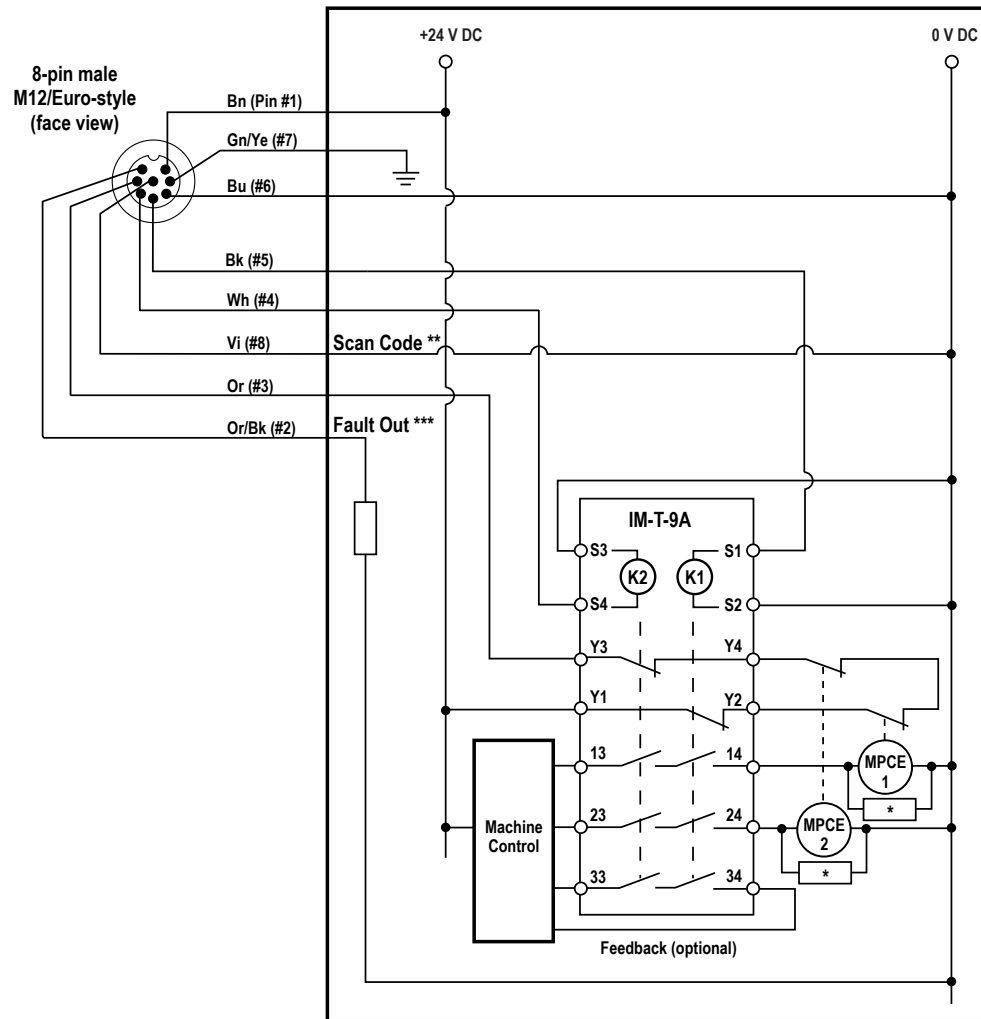 +24 V DC
0 V DC
8-pin male
M12/Euro-style
(face view)
Bn (Pin #1)
Gn/Ye (#7)
Bu (#6)
Bk (#5)
Wh (#4)
Vi (#8)
Scan Code **
Or (#3)
Or/Bk (#2)
Fault Out ***
IM-T-9A
S3
S1
K2
K1
S4
S2
Y3
Y4
Y1
Y2
13
14
MPCE
1
*
23
24
MPCE
2
*
Machine
Control
33
34
Feedback (optional)